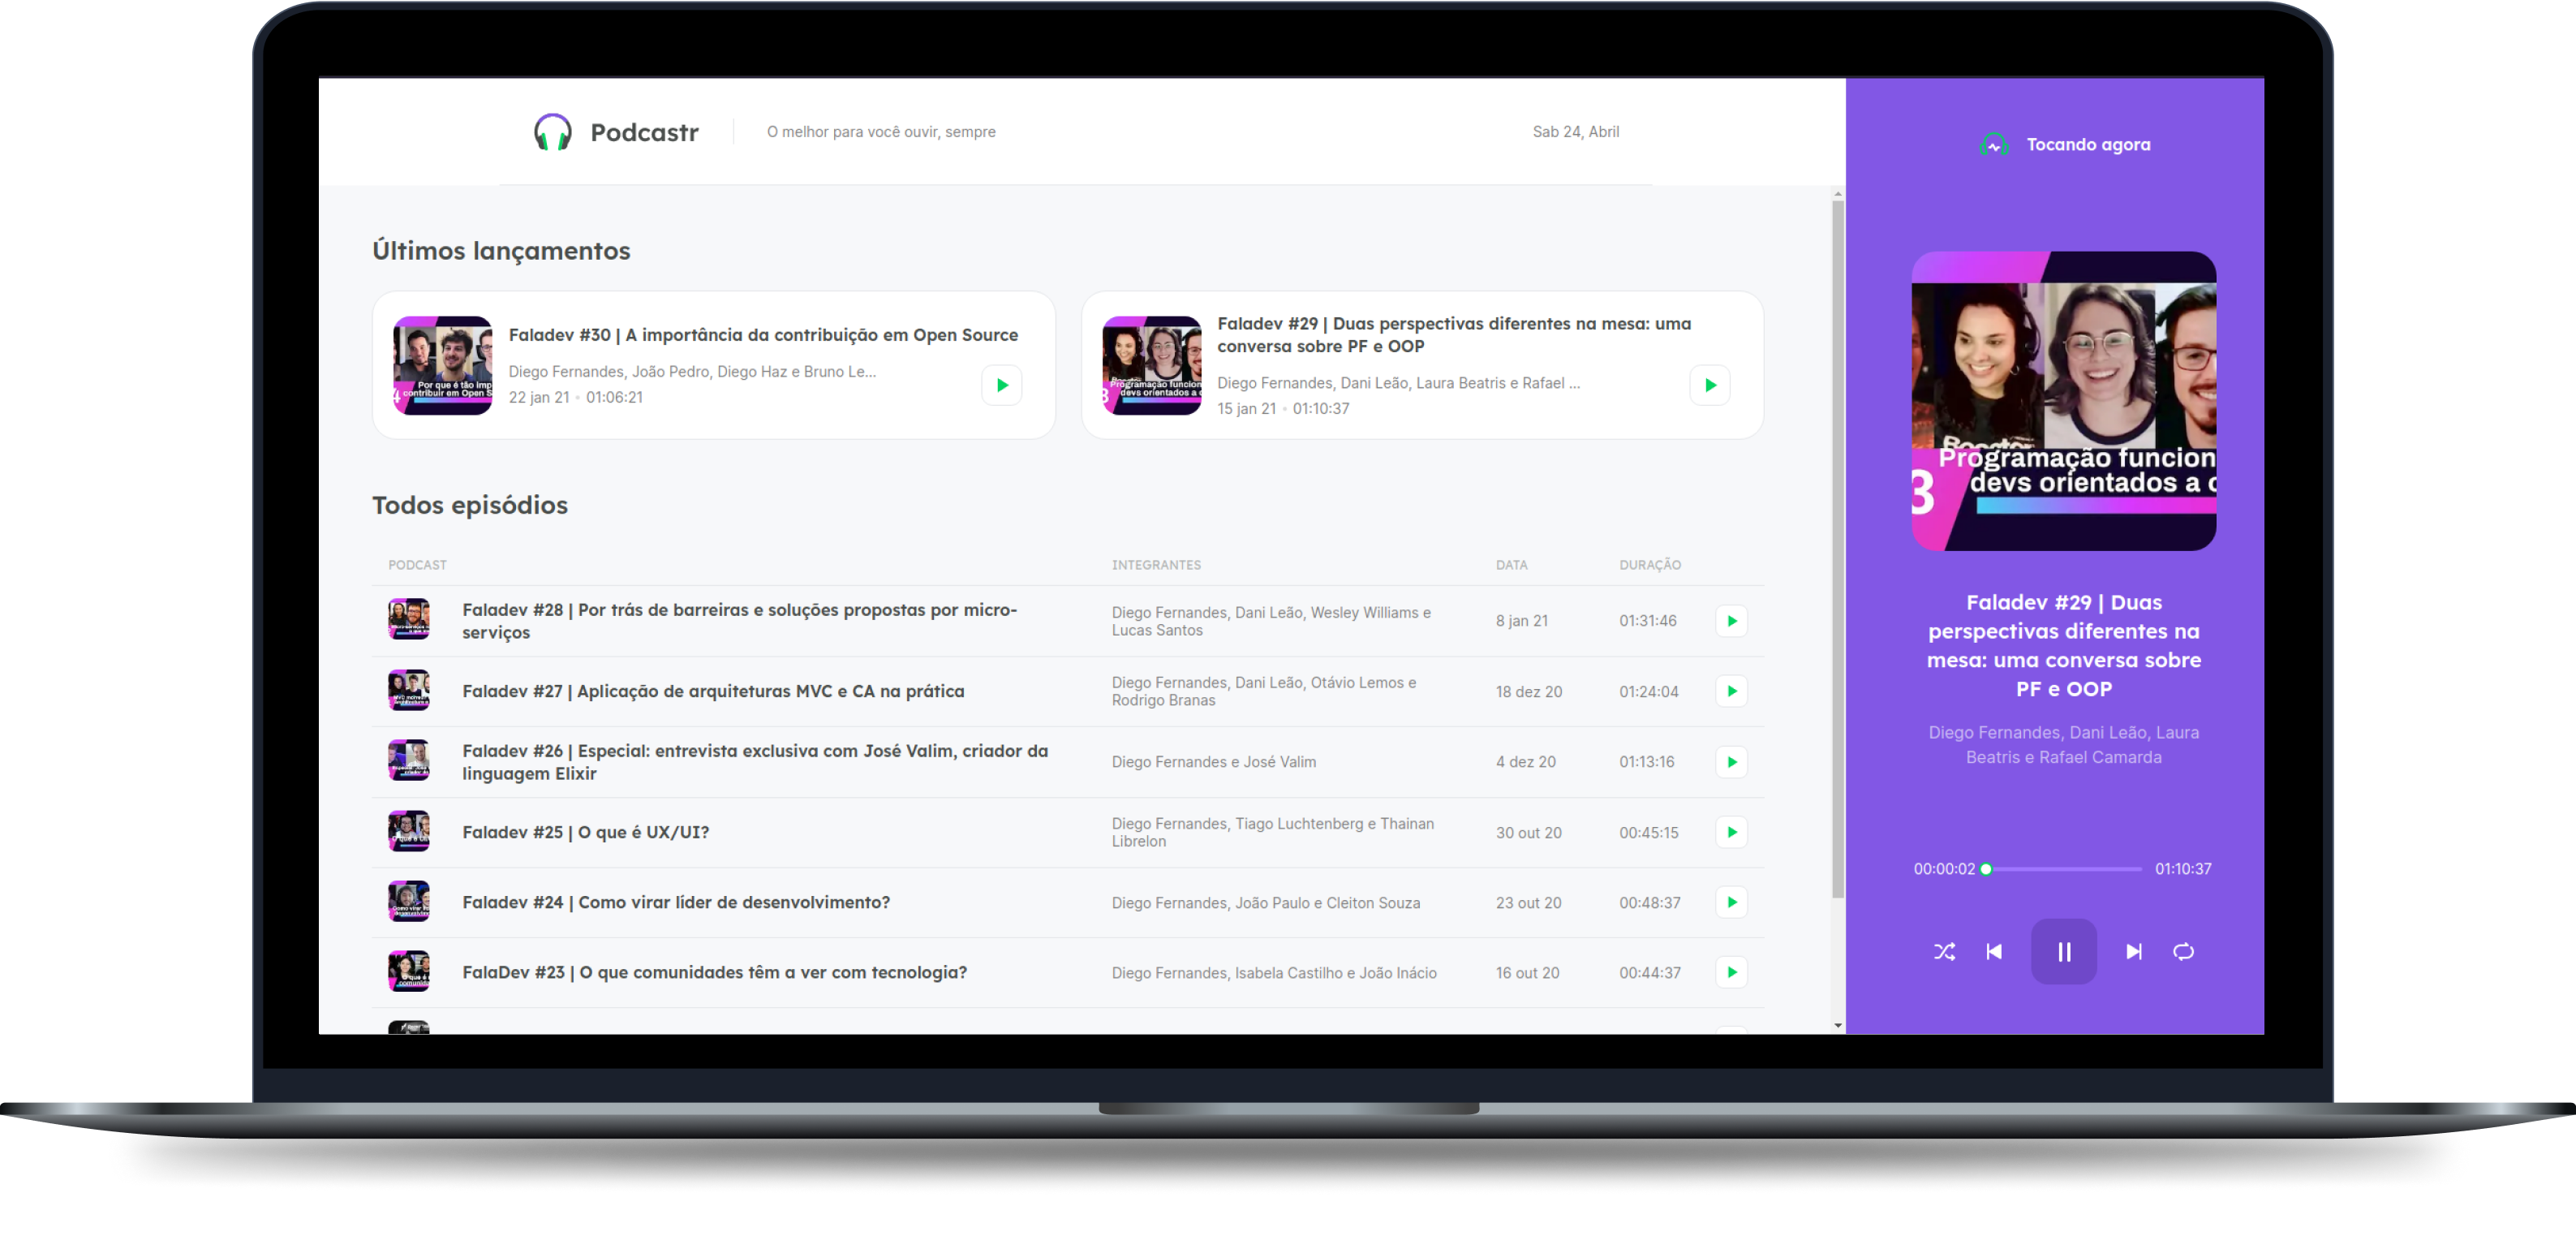 Podcastr
O melhor para você ouvir, sempre
Sab 24, Abril
Últimos lançamentos
Faladev #30 | A importância da contribuição em Open Source
Diego Fernandes, João Pedro, Diego Haz e Bruno Le...
22 jan 21 • 01:06:21
Por que é tão imp
4 contribuir em Open S
Faladev #29 | Duas perspectivas diferentes na mesa: uma
conversa sobre PF e OOP
Diego Fernandes, Dani Leão, Laura Beatris e Rafael ...
15 jan 21 • 01:10:37
Programação funcion
3 devs orientados a c
Todos episódios
PODCAST INTEGRANTES DATA DURAÇÃO
Faladev #28 | Por trás de barreiras e soluções propostas por micro-
serviços
Diego Fernandes, Dani Leão, Wesley Williams e
Lucas Santos
8 jan 21
01:31:46
Faladev #27 | Aplicação de arquiteturas MVC e CA na prática
Diego Fernandes, Dani Leão, Otávio Lemos e
Rodrigo Branas
18 dez 20
01:24:04
Faladev #26 | Especial: entrevista exclusiva com José Valim, criador da
linguagem Elixir
Diego Fernandes e José Valim
4 dez 20
01:13:16
Faladev #25 | O que é UX/UI?
Diego Fernandes, Tiago Luchtenberg e Thainan
Librelon
30 out 20
00:45:15
Faladev #24 | Como virar líder de desenvolvimento?
Diego Fernandes, João Paulo e Cleiton Souza
23 out 20
00:48:37
FalaDev #23 | O que comunidades têm a ver com tecnologia?
Diego Fernandes, Isabela Castilho e João Inácio
16 out 20
00:44:37
Tocando agora
Programação funcion
3 devs orientados a c
Faladev #29 | Duas
perspectivas diferentes na
mesa: uma conversa sobre
PF e OOP
Diego Fernandes, Dani Leão, Laura
Beatris e Rafael Camarda
00:00:02
01:10:37